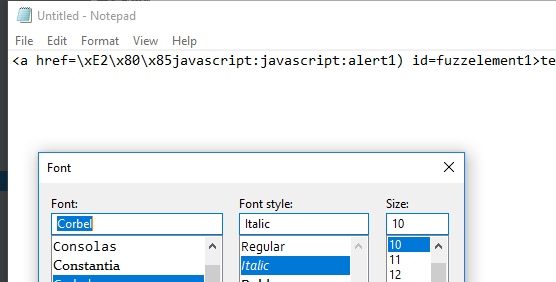 Untitled - Notepad
File Edit Format View Help
<a href=\xE2\x80\x85javascript:javascript:alert1) id=fuzzelement1>te
Font
Font: Font style: Size:
Corbel Italic 10
Consolas Regular 10
Constantia Italic 11
12